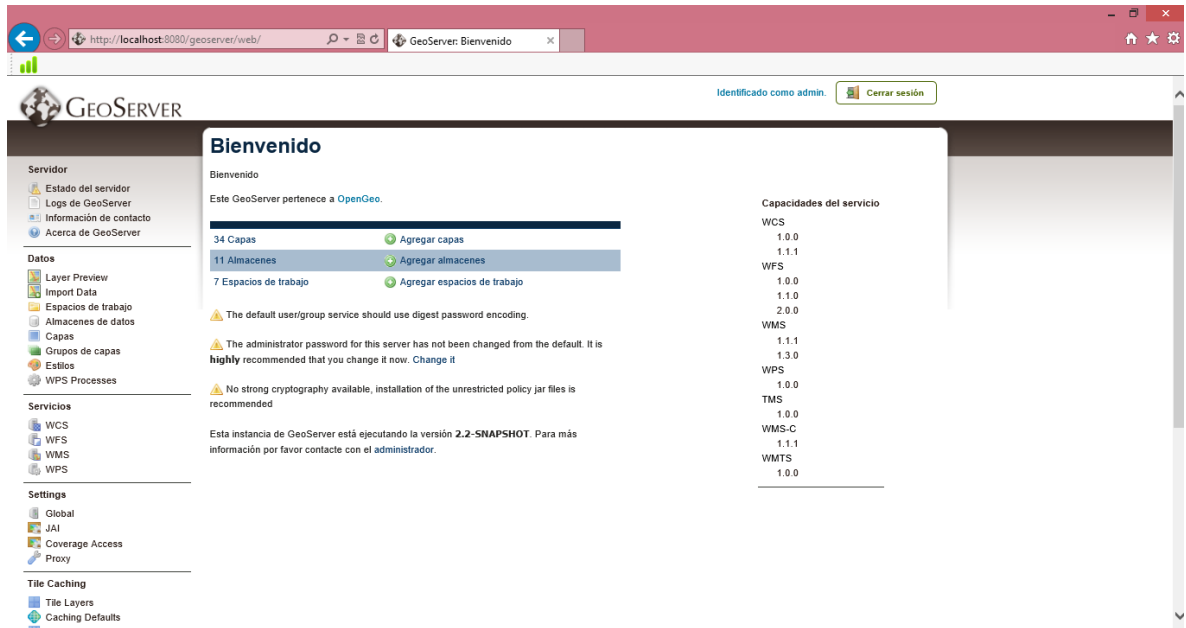 http://localhost:8080/geoserver/web/
GeoServer: Bienvenido
GEOSERVER
Identificado como admin.
Cerrar sesión
Servidor
Estado del servidor
Logs de GeoServer
Información de contacto
Acerca de GeoServer
Datos
Layer Preview
Import Data
Espacios de trabajo
Almacenes de datos
Capas
Grupos de capas
Estilos
WPS Processes
Servicios
WCS
WFS
WMS
WPS
Settings
Global
JAI
Coverage Access
Proxy
Tile Caching
Tile Layers
Caching Defaults
Bienvenido
Bienvenido
Este GeoServer pertenece a OpenGeo.
34 Capas Agregar capas
11 Almacenes Agregar almacenes
7 Espacios de trabajo Agregar espacios de trabajo
The default user/group service should use digest password encoding.
The administrator password for this server has not been changed from the default. It is
highly recommended that you change it now. Change it
No strong cryptography available, installation of the unrestricted policy jar files is
recommended
Esta instancia de GeoServer está ejecutando la versión 2.2-SNAPSHOT. Para más
información por favor contacte con el administrador.
Capacidades del servicio
WCS
1.0.0
1.1.1
WFS
1.0.0
1.1.0
2.0.0
WMS
1.1.1
1.3.0
WPS
1.0.0
TMS
1.0.0
WMS-C
1.1.1
WMTS
1.0.0